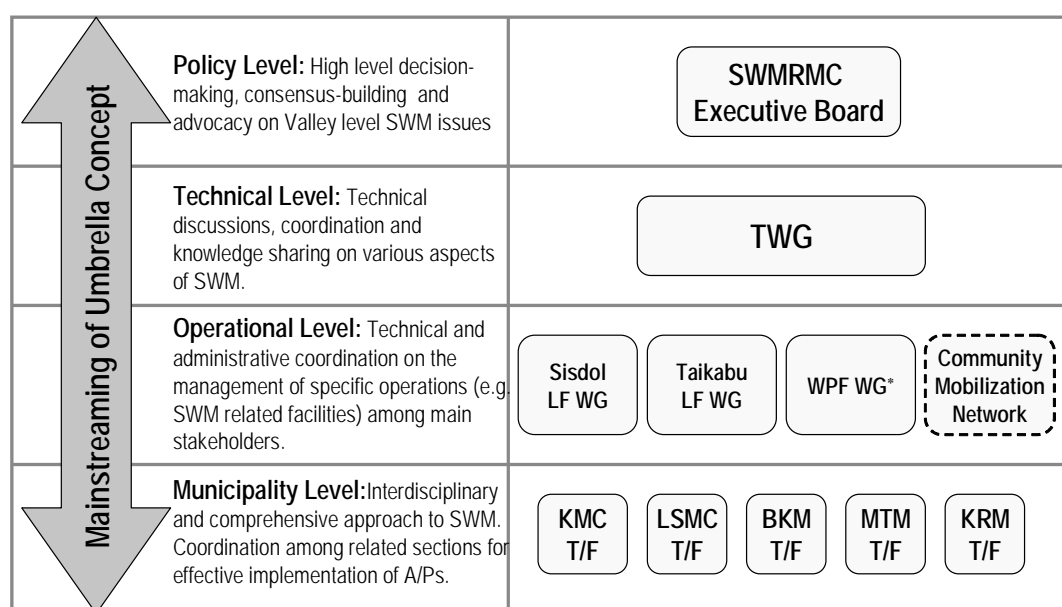 Mainstreaming of Umbrella Concept
Policy Level: High level decision-
making, consensus-building and
advocacy on Valley level SWM issues
SWMRMC
Executive Board
Technical Level: Technical
discussions, coordination and
knowledge sharing on various aspects
of SWM.
TWG
Operational Level: Technical and
administrative coordination on the
management of specific operations (e.g.
SWM related facilities) among main
stakeholders.
Sisdol
LF WG
Taikabu
LF WG
WPF WG*
Community
Mobilization
Network
Municipality Level:Interdisciplinary
and comprehensive approach to SWM.
Coordination among related sections for
effective implementation of A/Ps.
KMC
T/F
LSMC
T/F
BKM
T/F
MTM
T/F
KRM
T/F